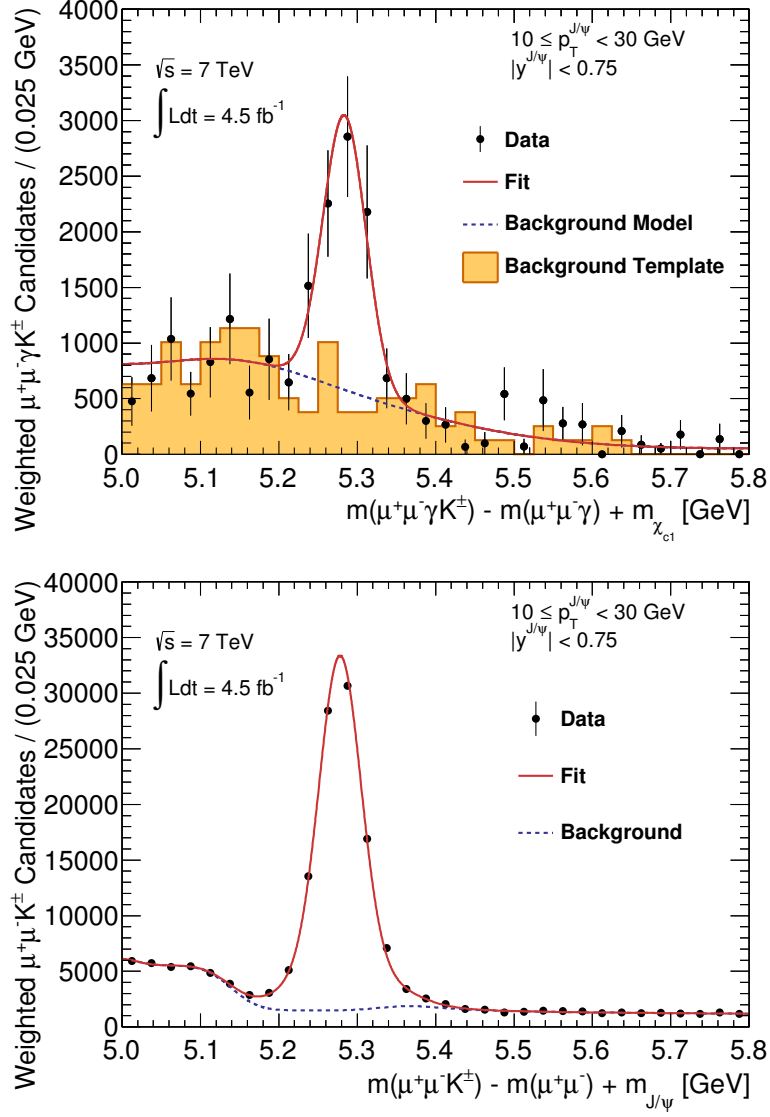 Weighted μ⁺μ⁻γK± Candidates / (0.025 GeV)
4000
3500
3000
2500
2000
1500
1000
500
0
√s = 7 TeV
∫Ldt = 4.5 fb⁻¹
10 ≤ p_T^{J/ψ} < 30 GeV
|y^{J/ψ}| < 0.75
Data
Fit
Background Model
Background Template
5.0 5.1 5.2 5.3 5.4 5.5 5.6 5.7 5.8
m(μ⁺μ⁻γK±) - m(μ⁺μ⁻γ) + m_{χ_{c1}} [GeV]
Weighted μ⁺μ⁻K± Candidates / (0.025 GeV)
40000
35000
30000
25000
20000
15000
10000
5000
0
√s = 7 TeV
∫Ldt = 4.5 fb⁻¹
10 ≤ p_T^{J/ψ} < 30 GeV
|y^{J/ψ}| < 0.75
Data
Fit
Background
5.0 5.1 5.2 5.3 5.4 5.5 5.6 5.7 5.8
m(μ⁺μ⁻K±) - m(μ⁺μ⁻) + m_{J/ψ} [GeV]